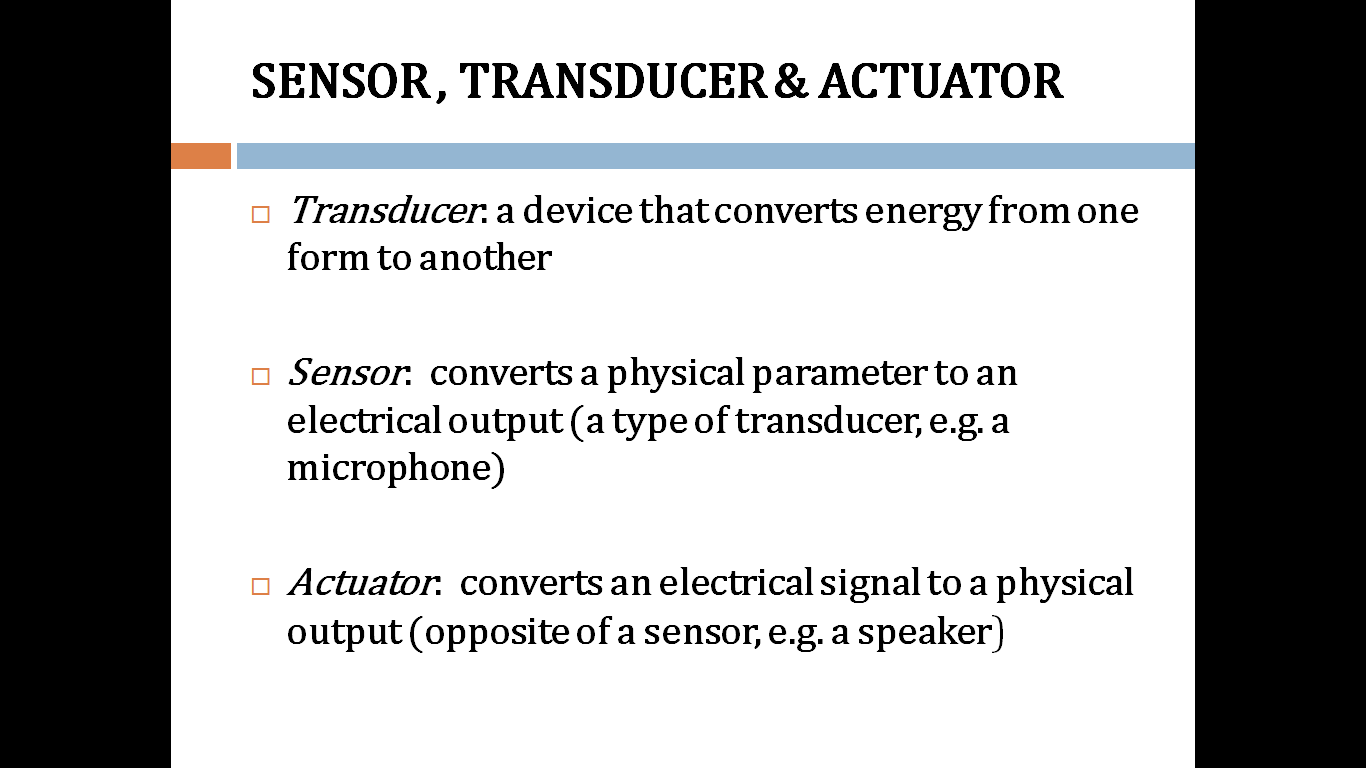 SENSOR, TRANSDUCER & ACTUATOR
Transducer: a device that converts energy from one
form to another
Sensor: converts a physical parameter to an
electrical output (a type of transducer, e.g. a
microphone)
Actuator: converts an electrical signal to a physical
output (opposite of a sensor, e.g. a speaker)